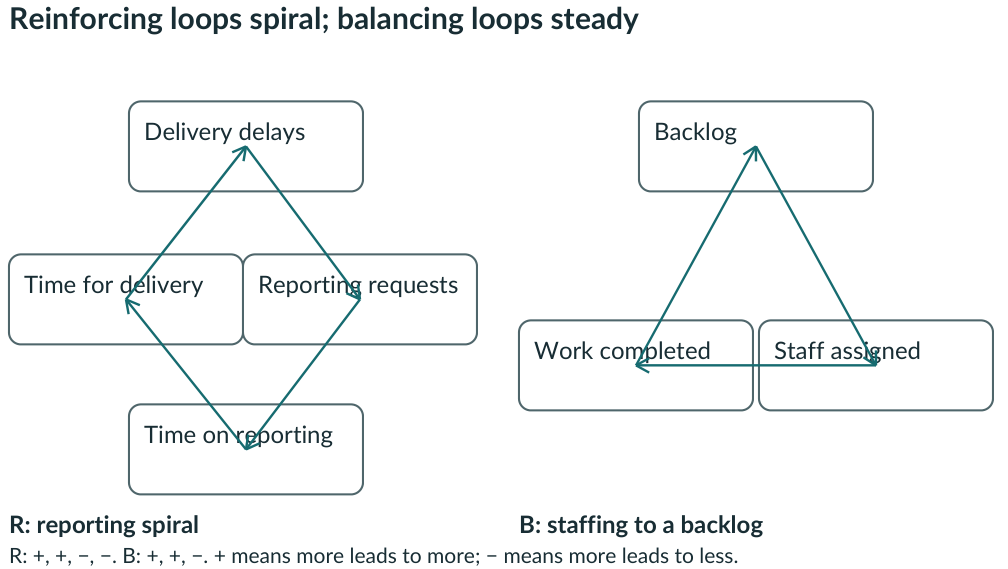 Reinforcing loops spiral; balancing loops steady
Delivery delays
Backlog
Time for delivery
Reporting requests
Work completed
Staff assigned
Time on reporting
R: reporting spiral
B: staffing to a backlog
R: +, +, −, −. B: +, +, −. + means more leads to more; − means more leads to less.